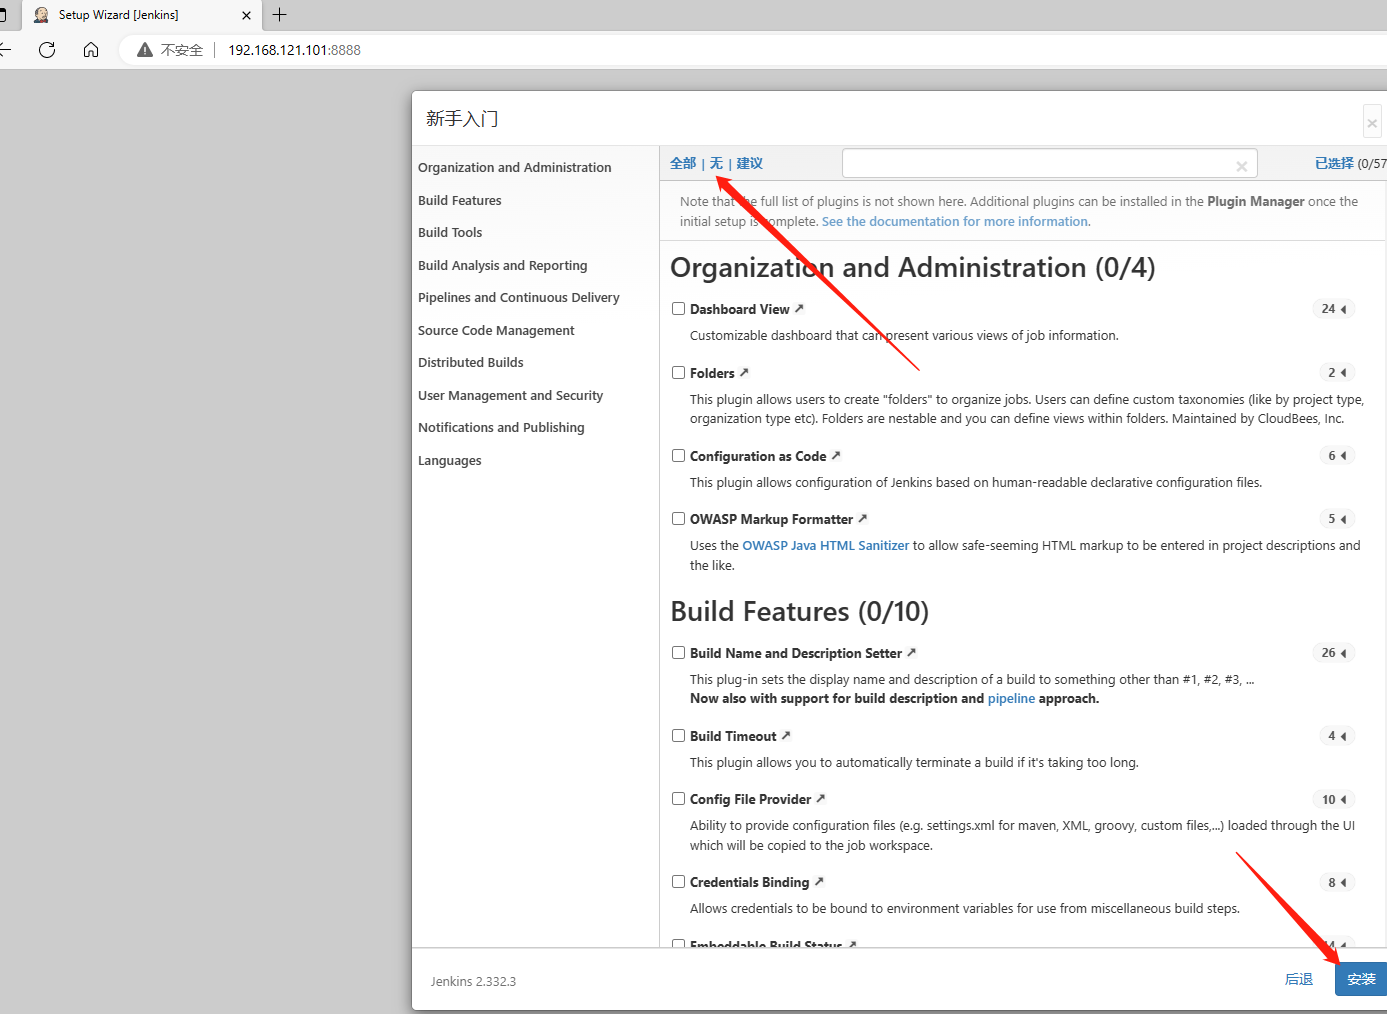 Setup Wizard [Jenkins]
不安全 192.168.121.101:8888
新手入门
Organization and Administration
Build Features
Build Tools
Build Analysis and Reporting
Pipelines and Continuous Delivery
Source Code Management
Distributed Builds
User Management and Security
Notifications and Publishing
Languages
全部 | 无 | 建议
已选择 (0/57
Note that the full list of plugins is not shown here. Additional plugins can be installed in the Plugin Manager once the
initial setup is complete. See the documentation for more information.
Organization and Administration (0/4)
Dashboard View 24
Customizable dashboard that can present various views of job information.
Folders 2
This plugin allows users to create "folders" to organize jobs. Users can define custom taxonomies (like by project type,
organization type etc). Folders are nestable and you can define views within folders. Maintained by CloudBees, Inc.
Configuration as Code 6
This plugin allows configuration of Jenkins based on human-readable declarative configuration files.
OWASP Markup Formatter 5
Uses the OWASP Java HTML Sanitizer to allow safe-seeming HTML markup to be entered in project descriptions and
the like.
Build Features (0/10)
Build Name and Description Setter 26
This plug-in sets the display name and description of a build to something other than #1, #2, #3, ...
Now also with support for build description and pipeline approach.
Build Timeout 4
This plugin allows you to automatically terminate a build if it's taking too long.
Config File Provider 10
Ability to provide configuration files (e.g. settings.xml for maven, XML, groovy, custom files,...) loaded through the UI
which will be copied to the job workspace.
Credentials Binding 8
Allows credentials to be bound to environment variables for use from miscellaneous build steps.
Embeddable Build Status
Jenkins 2.332.3
后退
安装